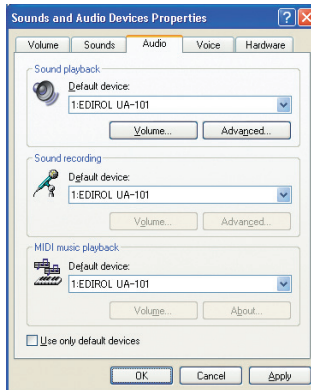 Sounds and Audio Devices Properties
Volume Sounds Audio Voice Hardware
Sound playback
Default device:
1:EDIROL UA-101
Volume... Advanced...
Sound recording
Default device:
1:EDIROL UA-101
Volume... Advanced...
MIDI music playback
Default device:
1:EDIROL UA-101
Volume... About...
Use only default devices
OK Cancel Apply